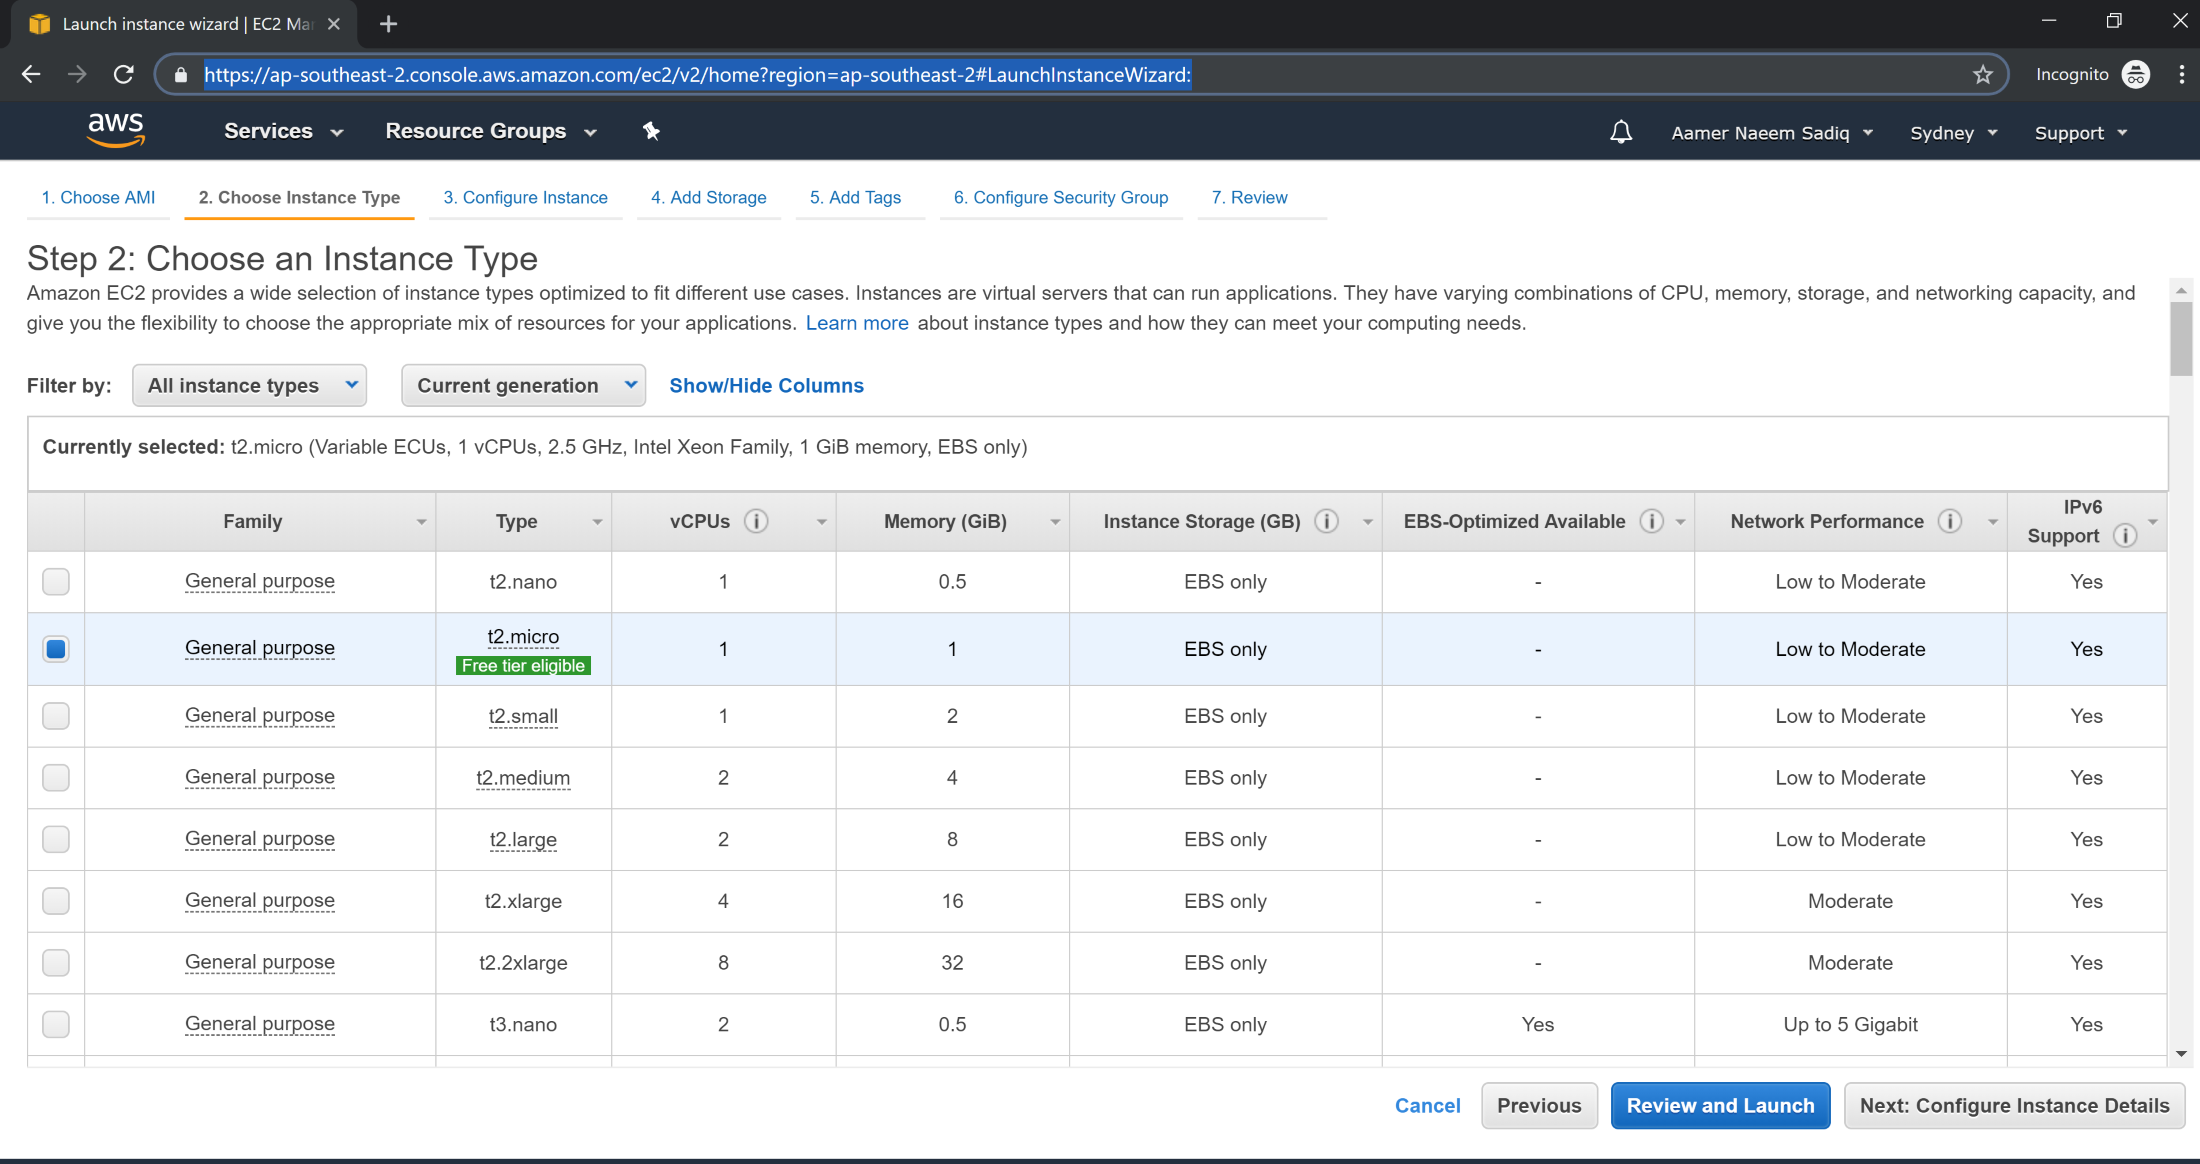 Launch instance wizard | EC2 Ma
https://ap-southeast-2.console.aws.amazon.com/ec2/v2/home?region=ap-southeast-2#LaunchInstanceWizard:
Incognito
aws Services Resource Groups Aamer Naeem Sadiq Sydney Support
1. Choose AMI 2. Choose Instance Type 3. Configure Instance 4. Add Storage 5. Add Tags 6. Configure Security Group 7. Review
Step 2: Choose an Instance Type
Amazon EC2 provides a wide selection of instance types optimized to fit different use cases. Instances are virtual servers that can run applications. They have varying combinations of CPU, memory, storage, and networking capacity, and
give you the flexibility to choose the appropriate mix of resources for your applications. Learn more about instance types and how they can meet your computing needs.
Filter by: All instance types Current generation Show/Hide Columns
Currently selected: t2.micro (Variable ECUs, 1 vCPUs, 2.5 GHz, Intel Xeon Family, 1 GiB memory, EBS only)
Family Type vCPUs i Memory (GiB) Instance Storage (GB) i EBS-Optimized Available i Network Performance i IPv6
Support i
General purpose t2.nano 1 0.5 EBS only - Low to Moderate Yes
General purpose t2.micro 1 1 EBS only - Low to Moderate Yes
Free tier eligible
General purpose t2.small 1 2 EBS only - Low to Moderate Yes
General purpose t2.medium 2 4 EBS only - Low to Moderate Yes
General purpose t2.large 2 8 EBS only - Low to Moderate Yes
General purpose t2.xlarge 4 16 EBS only - Moderate Yes
General purpose t2.2xlarge 8 32 EBS only - Moderate Yes
General purpose t3.nano 2 0.5 EBS only Yes Up to 5 Gigabit Yes
Cancel Previous Review and Launch Next: Configure Instance Details